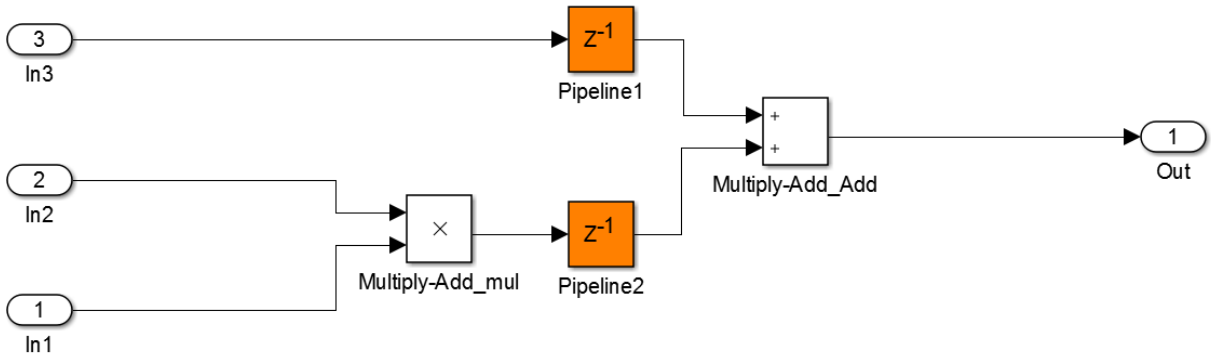 3
In3
Z-1
Pipeline1
+
+
Multiply-Add_Add
1
Out
2
In2
×
Multiply-Add_mul
Z-1
Pipeline2
1
In1